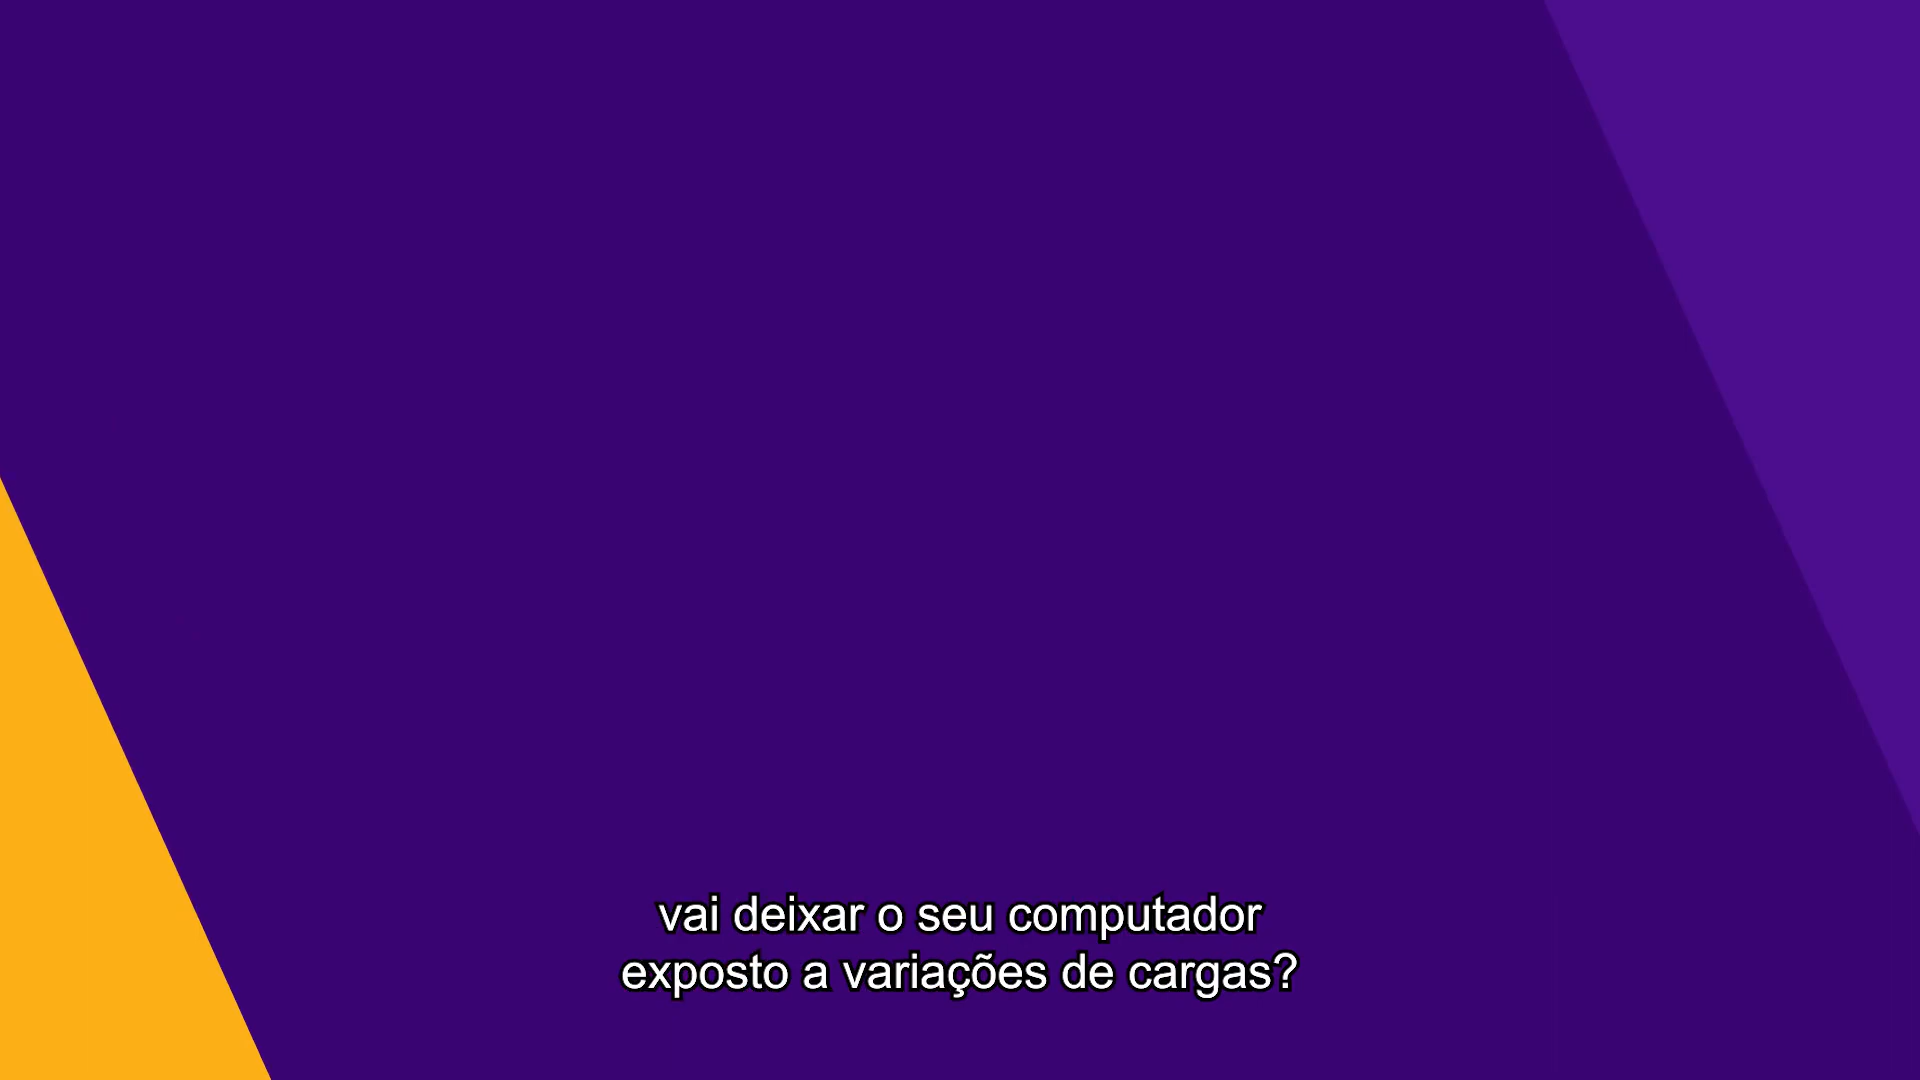 vai deixar o seu computador
exposto a variações de cargas?